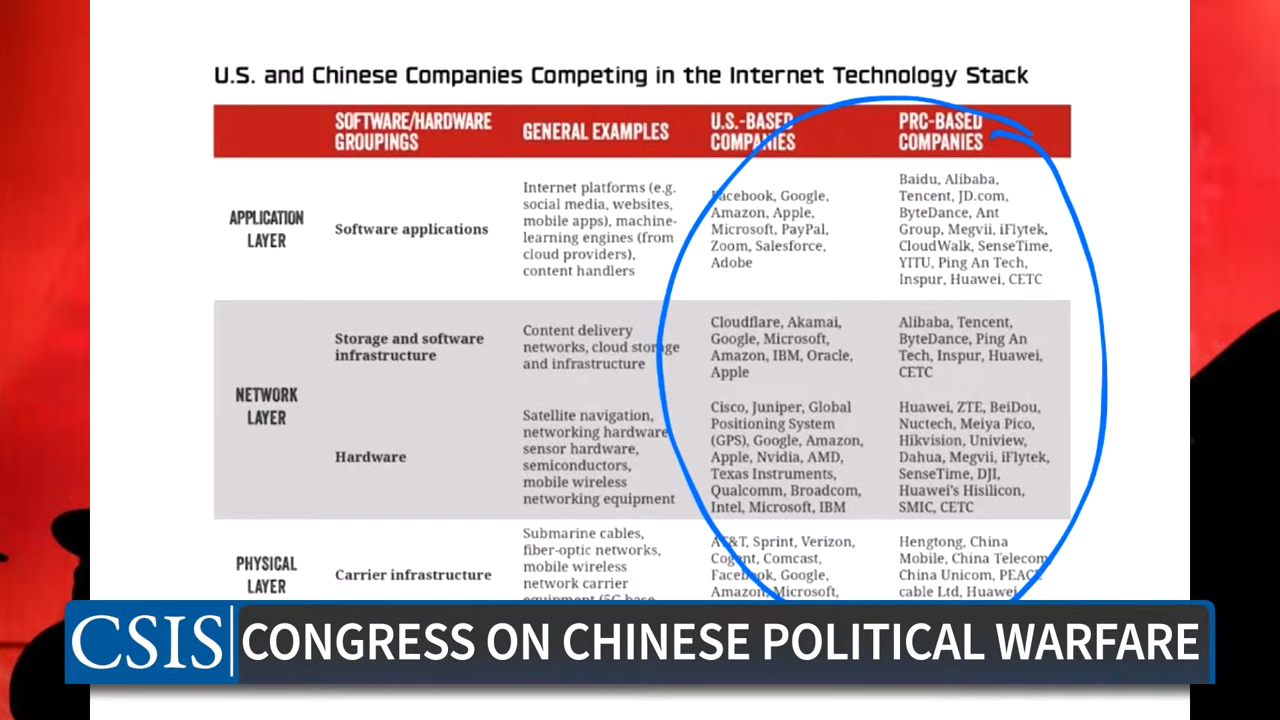 U.S. and Chinese Companies Competing in the Internet Technology Stack
SOFTWARE/HARDWARE
GROUPINGS
GENERAL EXAMPLES
U.S.-BASED
COMPANIES
PRC-BASED
COMPANIES
APPLICATION
LAYER
Software applications
Internet platforms (e.g.
social media, websites,
mobile apps), machine-
learning engines (from
cloud providers),
content handlers
Facebook, Google,
Amazon, Apple,
Microsoft, PayPal,
Zoom, Salesforce,
Adobe
Baidu, Alibaba,
Tencent, JD.com,
ByteDance, Ant
Group, Megvii, iFlytek,
CloudWalk, SenseTime,
YITU, Ping An Tech,
Inspur, Huawei, CETC
NETWORK
LAYER
Storage and software
infrastructure
Content delivery
networks, cloud storage
and infrastructure
Cloudflare, Akamai,
Google, Microsoft,
Amazon, IBM, Oracle,
Apple
Alibaba, Tencent,
ByteDance, Ping An
Tech, Inspur, Huawei,
CETC
Hardware
Satellite navigation,
networking hardware,
sensor hardware,
semiconductors,
mobile wireless
networking equipment
Cisco, Juniper, Global
Positioning System
(GPS), Google, Amazon,
Apple, Nvidia, AMD,
Texas Instruments,
Qualcomm, Broadcom,
Intel, Microsoft, IBM
Huawei, ZTE, BeiDou,
Nuctech, Meiya Pico,
Hikvision, Uniview,
Dahua, Megvii, iFlytek,
SenseTime, DJI,
Huawei's Hisilicon,
SMIC, CETC
PHYSICAL
LAYER
Carrier infrastructure
Submarine cables,
fiber-optic networks,
mobile wireless
network carrier
equipment (5G base
AT&T, Sprint, Verizon,
Cogent, Comcast,
Facebook, Google,
Amazon, Microsoft,
Hengtong, China
Mobile, China Telecom,
China Unicom, PEACE
cable Ltd, Huawei
CSIS
CONGRESS ON CHINESE POLITICAL WARFARE